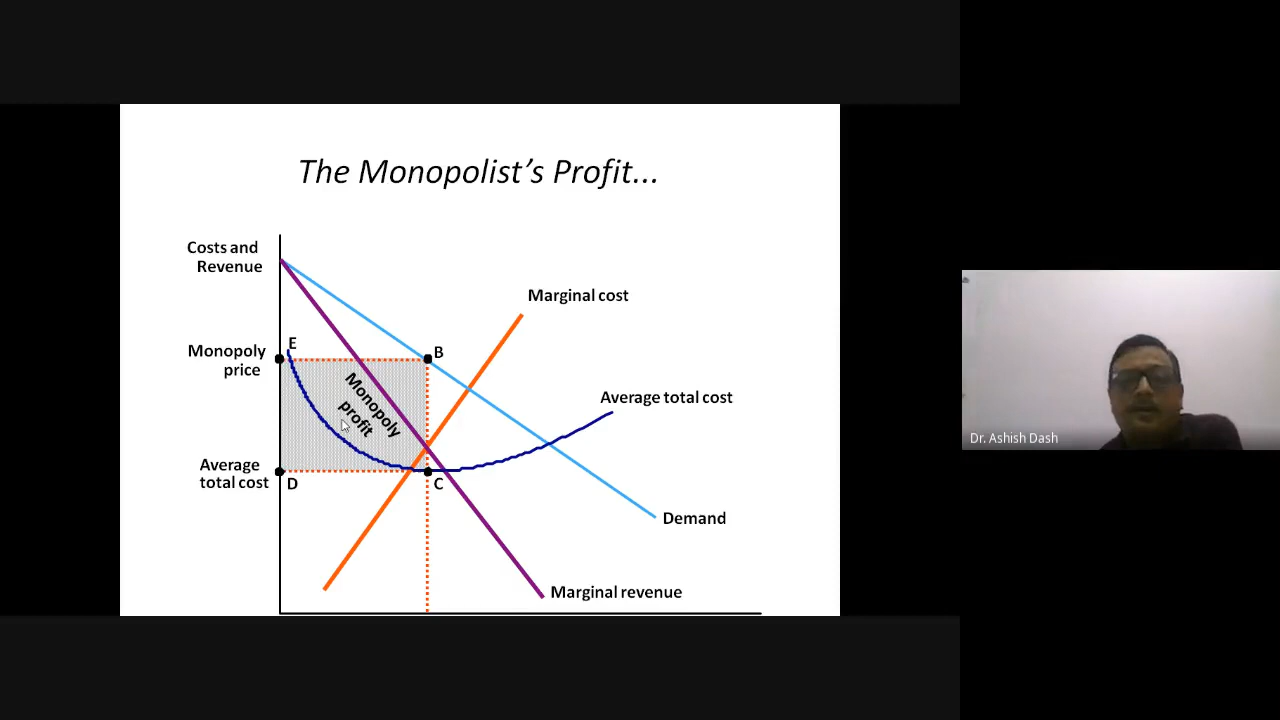 The Monopolist’s Profit...
Costs and
Revenue
Marginal cost
Monopoly
price
E
B
Monopoly
profit
Average total cost
Average
total cost
D
C
Demand
Marginal revenue
Dr. Ashish Dash